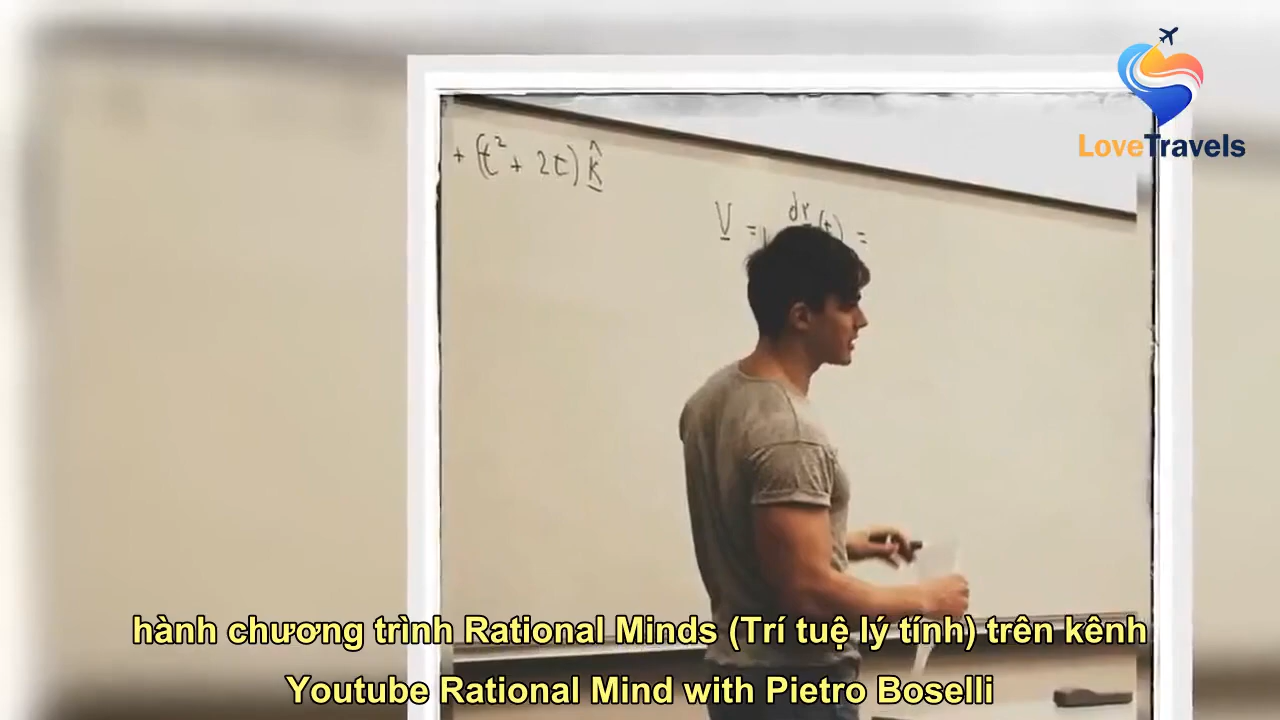 LoveTravels
+ (t² + 2t) k̂
V = dr (t) =
hành chương trình Rational Minds (Trí tuệ lý tính) trên kênh
Youtube Rational Mind with Pietro Boselli